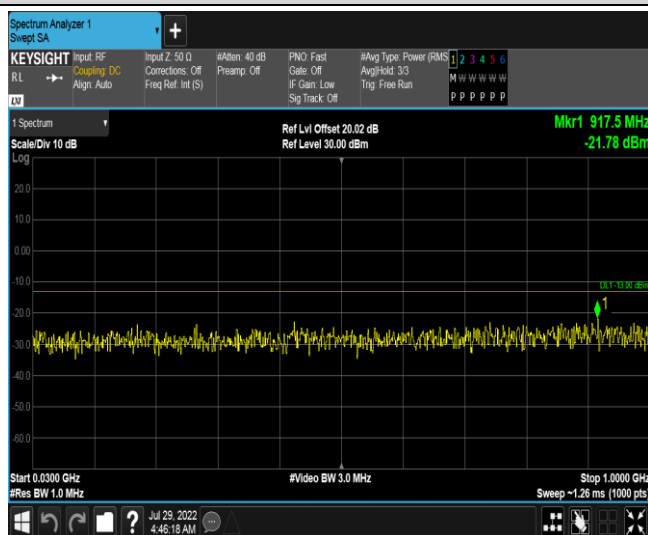 Spectrum Analyzer 1
Swept SA
+
KEYSIGHT
RL
LXI
Input: RF
Coupling: DC
Align: Auto
Input Z: 50 Ω
Corrections: Off
Freq Ref: Int (S)
#Atten: 40 dB
Preamp: Off
PNO: Fast
Gate: Off
IF Gain: Low
Sig Track: Off
#Avg Type: Power (RMS
Avg|Hold: 3/3
Trig: Free Run
1 2 3 4 5 6
M W W W W W
P P P P P P
1 Spectrum
Scale/Div 10 dB
Log
Ref Lvl Offset 20.02 dB
Ref Level 30.00 dBm
Mkr1 917.5 MHz
-21.78 dBm
20.0
10.0
0.00
-10.0
DL1 -13.00 dBm
1
-20.0
-30.0
-40.0
-50.0
-60.0
Start 0.0300 GHz
#Res BW 1.0 MHz
#Video BW 3.0 MHz
Stop 1.0000 GHz
Sweep ~1.26 ms (1000 pts)
?
Jul 29, 2022
4:46:18 AM